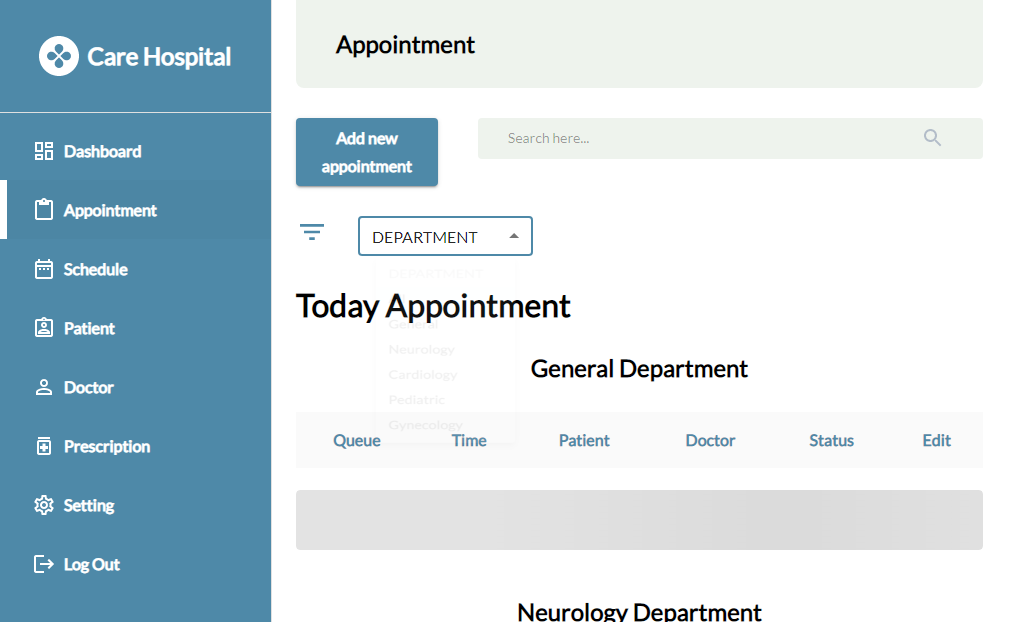 Care Hospital
Dashboard
Appointment
Schedule
Patient
Doctor
Prescription
Setting
Log Out
Appointment
Add new
appointment
Search here...
DEPARTMENT
DEPARTMENT
Today Appointment
General
Neurology
Cardiology
Pediatric
Gynecology
General Department
Queue Time Patient Doctor Status Edit
Neurology Department